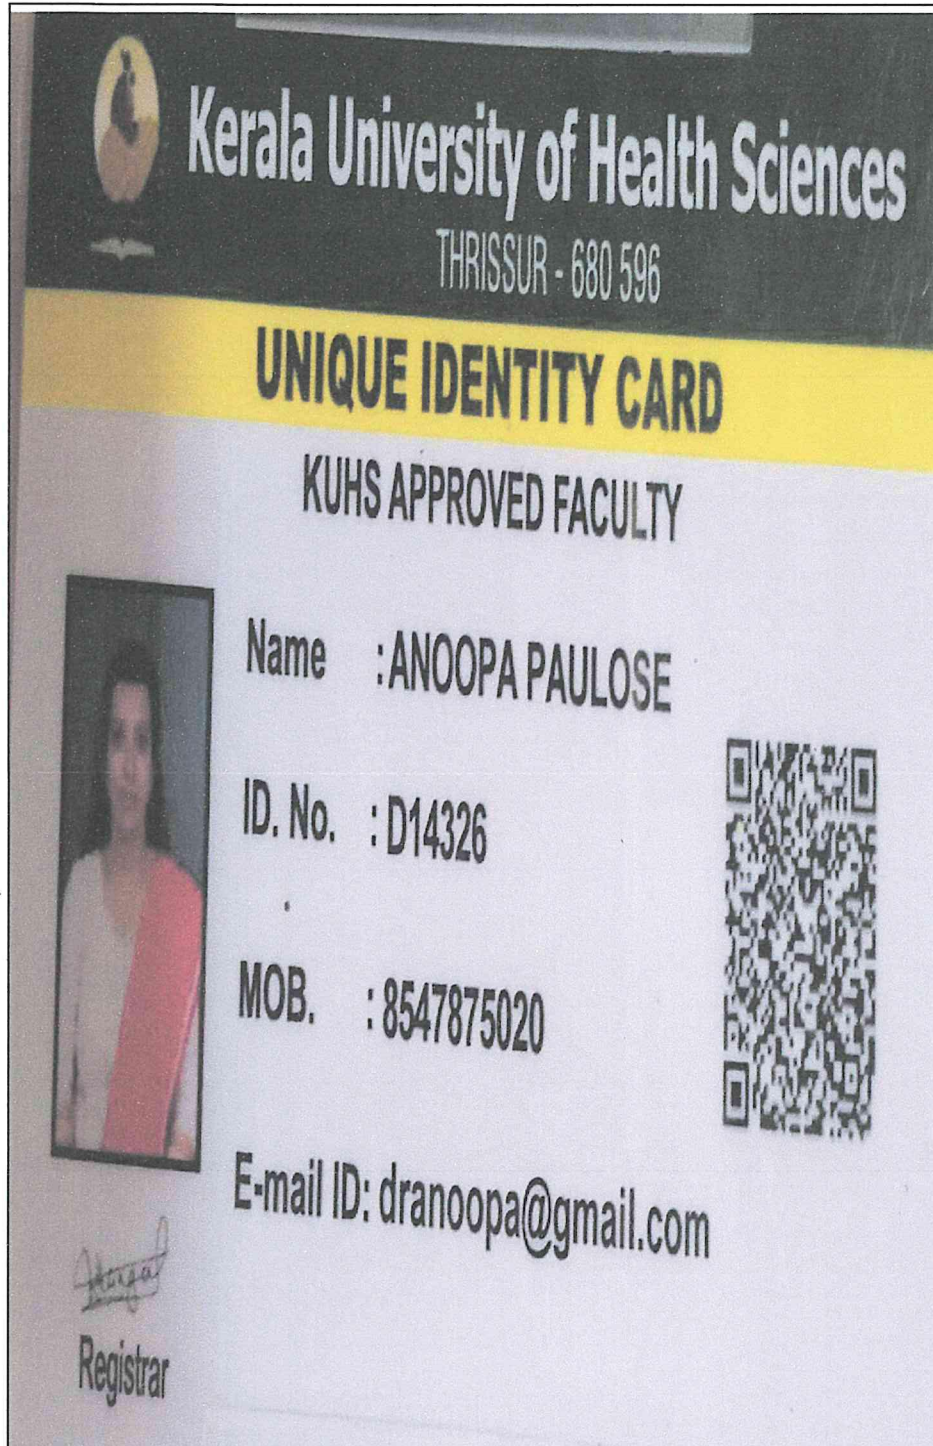 Kerala University of Health Sciences
THRISSUR - 680 596
UNIQUE IDENTITY CARD
KUHS APPROVED FACULTY
Name : ANOOPA PAULOSE
ID. No. : D14326
MOB. : 8547875020
E-mail ID: dranoopa@gmail.com
Registrar